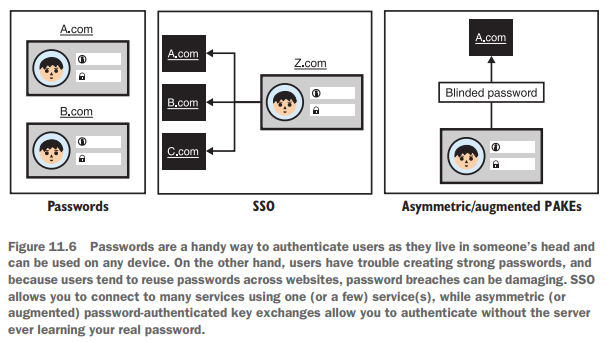 A.com
B.com
Passwords
A.com
B.com
C.com
Z.com
SSO
A.com
Blinded password
Asymmetric/augmented PAKEs
Figure 11.6 Passwords are a handy way to authenticate users as they live in someone's head and
can be used on any device. On the other hand, users have trouble creating strong passwords, and
because users tend to reuse passwords across websites, password breaches can be damaging. SSO
allows you to connect to many services using one (or a few) service(s), while asymmetric (or
augmented) password-authenticated key exchanges allow you to authenticate without the server
ever learning your real password.